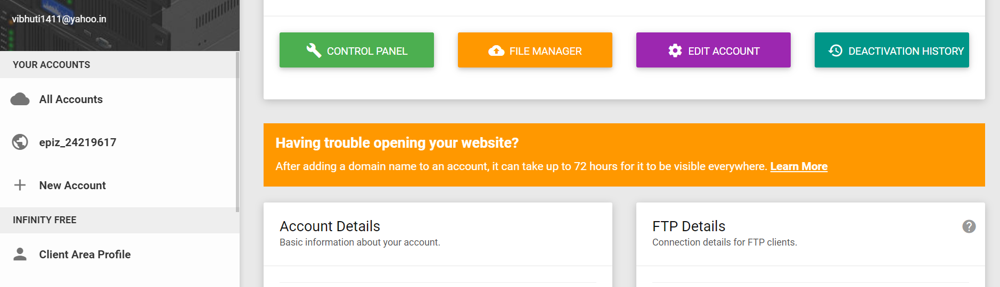 vibhuti1411@yahoo.in
YOUR ACCOUNTS
All Accounts
epiz_24219617
New Account
INFINITY FREE
Client Area Profile
CONTROL PANEL
FILE MANAGER
EDIT ACCOUNT
DEACTIVATION HISTORY
Having trouble opening your website?
After adding a domain name to an account, it can take up to 72 hours for it to be visible everywhere. Learn More
Account Details
Basic information about your account.
FTP Details
Connection details for FTP clients.